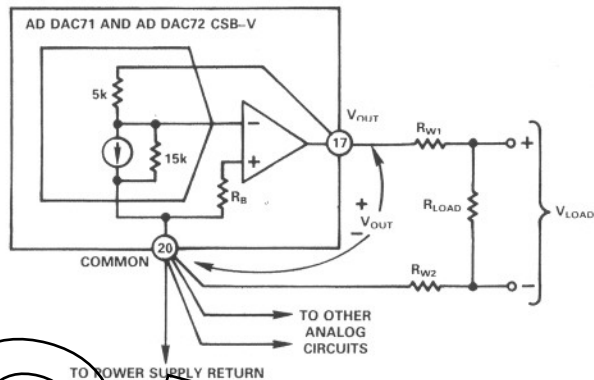 AD DAC71 AND AD DAC72 CSB-V
5k
15k
−
+
R_B
V_OUT
17
R_W1
+
R_LOAD
V_LOAD
+
V_OUT
−
20
COMMON
R_W2
−
TO OTHER
ANALOG
CIRCUITS
TO POWER SUPPLY RETURN